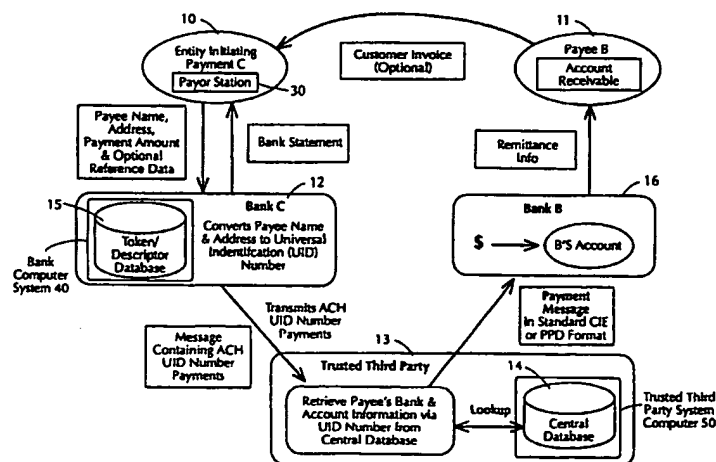 10
Entity Initiating
Payment C
Payor Station
30
Customer Invoice
(Optional)
11
Payee B
Account
Receivable
Payee Name,
Address,
Payment Amount
& Optional
Reference Data
Bank Statement
Remittance
Info
12
Bank C
15
Token/
Descriptor
Database
Converts Payee Name
& Address to Universal
Indentifcation (UID)
Number
Bank
Computer
System 40
16
Bank B
$
B'S Account
Transmits ACH
UID Number
Payments
Message
Containing ACH
UID Number
Payments
Payment
Message
In Standard CIE
or PPD Format
13
Trusted Third Party
Retrieve Payee's Bank &
Account Information via
UID Number from
Central Database
Lookup
14
Central
Database
Trusted Third
Party System
Computer 50